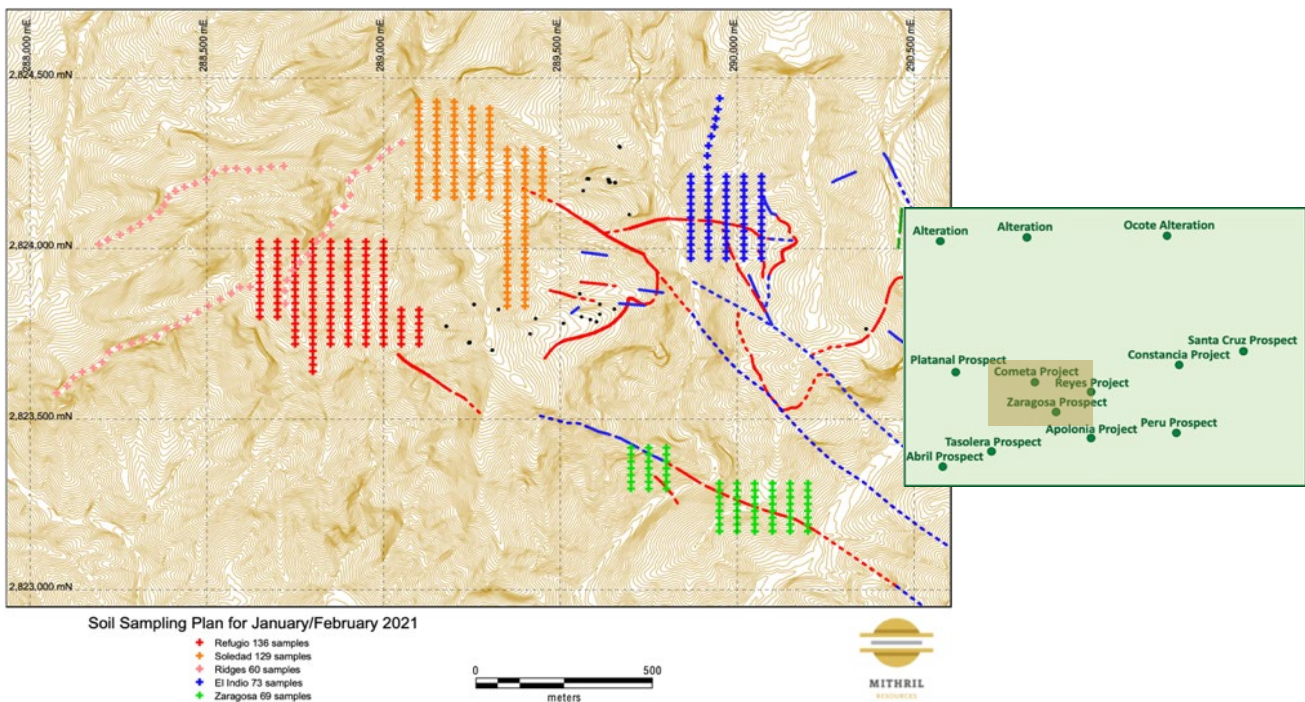 288,000 mE
288,500 mE
289,000 mE
289,500 mE
290,000 mE
290,500 mE
2,824,500 mN
2,824,000 mN
2,823,500 mN
2,823,000 mN
Alteration
Alteration
Ocote Alteration
Santa Cruz Prospect
Constancia Project
Platanal Prospect
Cometa Project
Reyes Project
Zaragosa Prospect
Apolonia Project
Peru Prospect
Tasolera Prospect
Abril Prospect
Soil Sampling Plan for January/February 2021
Refugio 136 samples
Soledad 129 samples
Ridges 60 samples
El Indio 73 samples
Zaragosa 69 samples
0 500
meters
MITHRIL
RESOURCES